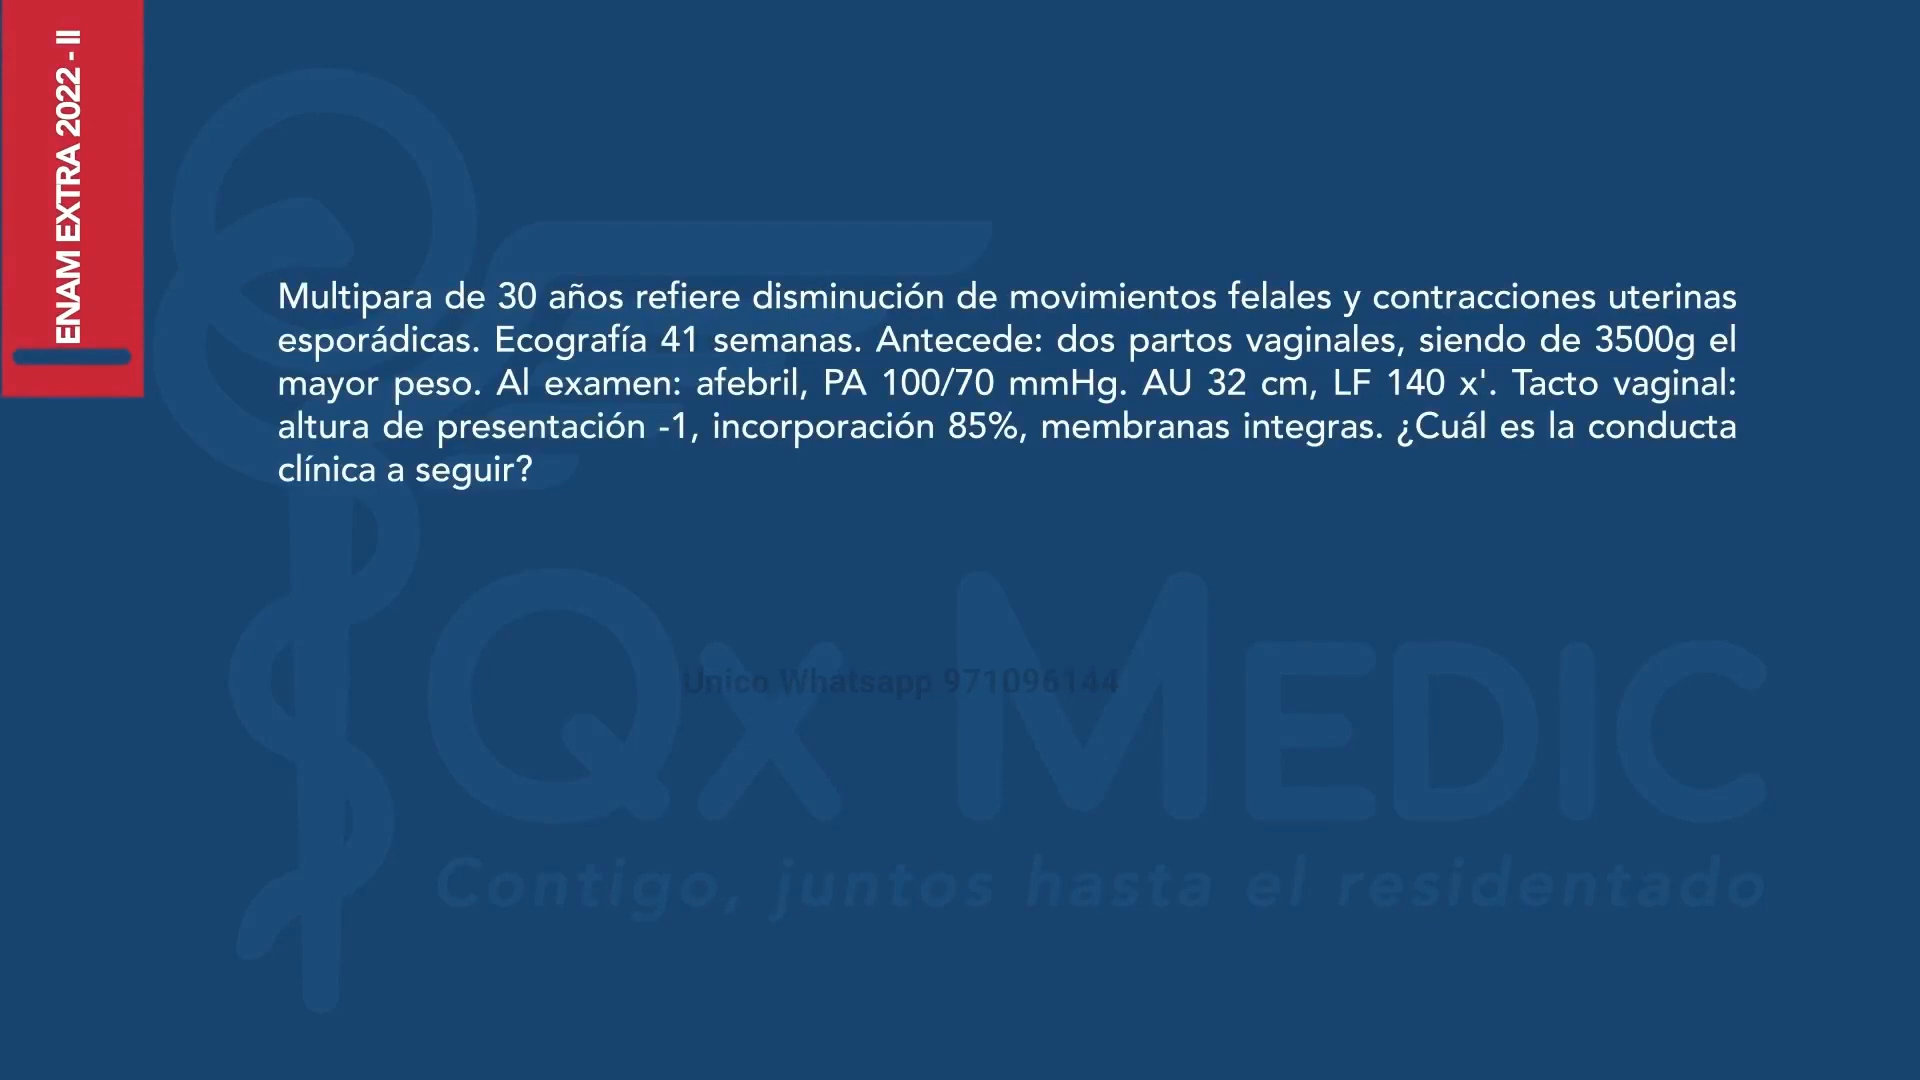 ENAM EXTRA 2022 - II
Multipara de 30 años refiere disminución de movimientos felales y contracciones uterinas
esporádicas. Ecografía 41 semanas. Antecede: dos partos vaginales, siendo de 3500g el
mayor peso. Al examen: afebril, PA 100/70 mmHg. AU 32 cm, LF 140 x'. Tacto vaginal:
altura de presentación -1, incorporación 85%, membranas integras. ¿Cuál es la conducta
clínica a seguir?
Unico Whatsapp 971096144
Qx MEDIC
Contigo, juntos hasta el residentado